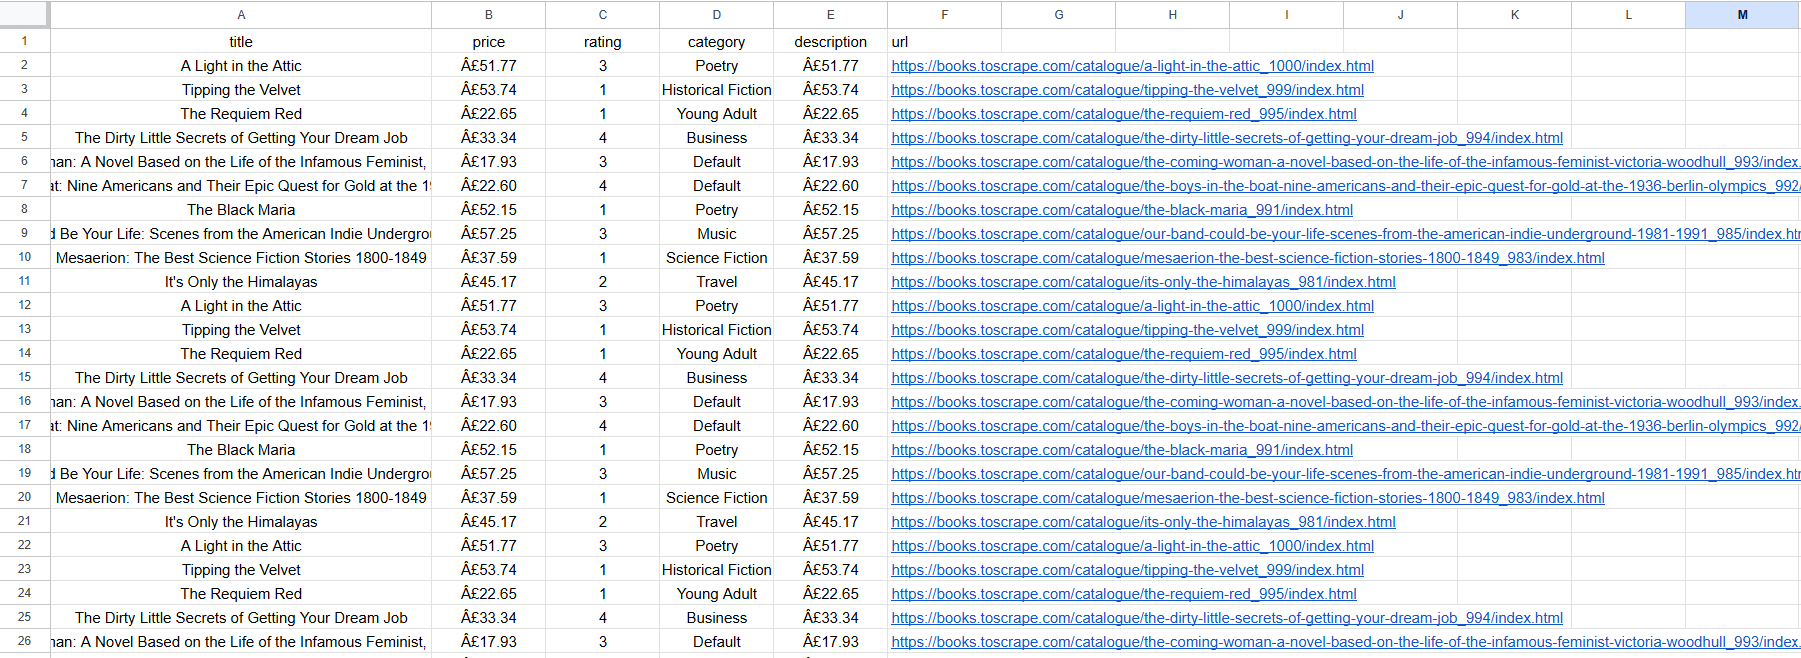 A B C D E F G H I J K L M
1 title price rating category description url
2 A Light in the Attic Â£51.77 3 Poetry Â£51.77 https://books.toscrape.com/catalogue/a-light-in-the-attic_1000/index.html
3 Tipping the Velvet Â£53.74 1 Historical Fiction Â£53.74 https://books.toscrape.com/catalogue/tipping-the-velvet_999/index.html
4 The Requiem Red Â£22.65 1 Young Adult Â£22.65 https://books.toscrape.com/catalogue/the-requiem-red_995/index.html
5 The Dirty Little Secrets of Getting Your Dream Job Â£33.34 4 Business Â£33.34 https://books.toscrape.com/catalogue/the-dirty-little-secrets-of-getting-your-dream-job_994/index.html
6 nan: A Novel Based on the Life of the Infamous Feminist, Â£17.93 3 Default Â£17.93 https://books.toscrape.com/catalogue/the-coming-woman-a-novel-based-on-the-life-of-the-infamous-feminist-victoria-woodhull_993/index.
7 at: Nine Americans and Their Epic Quest for Gold at the 19 Â£22.60 4 Default Â£22.60 https://books.toscrape.com/catalogue/the-boys-in-the-boat-nine-americans-and-their-epic-quest-for-gold-at-the-1936-berlin-olympics_992/
8 The Black Maria Â£52.15 1 Poetry Â£52.15 https://books.toscrape.com/catalogue/the-black-maria_991/index.html
9 d Be Your Life: Scenes from the American Indie Undergrou Â£57.25 3 Music Â£57.25 https://books.toscrape.com/catalogue/our-band-could-be-your-life-scenes-from-the-american-indie-underground-1981-1991_985/index.htm
10 Mesaerion: The Best Science Fiction Stories 1800-1849 Â£37.59 1 Science Fiction Â£37.59 https://books.toscrape.com/catalogue/mesaerion-the-best-science-fiction-stories-1800-1849_983/index.html
11 It's Only the Himalayas Â£45.17 2 Travel Â£45.17 https://books.toscrape.com/catalogue/its-only-the-himalayas_981/index.html
12 A Light in the Attic Â£51.77 3 Poetry Â£51.77 https://books.toscrape.com/catalogue/a-light-in-the-attic_1000/index.html
13 Tipping the Velvet Â£53.74 1 Historical Fiction Â£53.74 https://books.toscrape.com/catalogue/tipping-the-velvet_999/index.html
14 The Requiem Red Â£22.65 1 Young Adult Â£22.65 https://books.toscrape.com/catalogue/the-requiem-red_995/index.html
15 The Dirty Little Secrets of Getting Your Dream Job Â£33.34 4 Business Â£33.34 https://books.toscrape.com/catalogue/the-dirty-little-secrets-of-getting-your-dream-job_994/index.html
16 nan: A Novel Based on the Life of the Infamous Feminist, Â£17.93 3 Default Â£17.93 https://books.toscrape.com/catalogue/the-coming-woman-a-novel-based-on-the-life-of-the-infamous-feminist-victoria-woodhull_993/index.
17 at: Nine Americans and Their Epic Quest for Gold at the 19 Â£22.60 4 Default Â£22.60 https://books.toscrape.com/catalogue/the-boys-in-the-boat-nine-americans-and-their-epic-quest-for-gold-at-the-1936-berlin-olympics_992/
18 The Black Maria Â£52.15 1 Poetry Â£52.15 https://books.toscrape.com/catalogue/the-black-maria_991/index.html
19 d Be Your Life: Scenes from the American Indie Undergrou Â£57.25 3 Music Â£57.25 https://books.toscrape.com/catalogue/our-band-could-be-your-life-scenes-from-the-american-indie-underground-1981-1991_985/index.htm
20 Mesaerion: The Best Science Fiction Stories 1800-1849 Â£37.59 1 Science Fiction Â£37.59 https://books.toscrape.com/catalogue/mesaerion-the-best-science-fiction-stories-1800-1849_983/index.html
21 It's Only the Himalayas Â£45.17 2 Travel Â£45.17 https://books.toscrape.com/catalogue/its-only-the-himalayas_981/index.html
22 A Light in the Attic Â£51.77 3 Poetry Â£51.77 https://books.toscrape.com/catalogue/a-light-in-the-attic_1000/index.html
23 Tipping the Velvet Â£53.74 1 Historical Fiction Â£53.74 https://books.toscrape.com/catalogue/tipping-the-velvet_999/index.html
24 The Requiem Red Â£22.65 1 Young Adult Â£22.65 https://books.toscrape.com/catalogue/the-requiem-red_995/index.html
25 The Dirty Little Secrets of Getting Your Dream Job Â£33.34 4 Business Â£33.34 https://books.toscrape.com/catalogue/the-dirty-little-secrets-of-getting-your-dream-job_994/index.html
26 nan: A Novel Based on the Life of the Infamous Feminist, Â£17.93 3 Default Â£17.93 https://books.toscrape.com/catalogue/the-coming-woman-a-novel-based-on-the-life-of-the-infamous-feminist-victoria-woodhull_993/index.